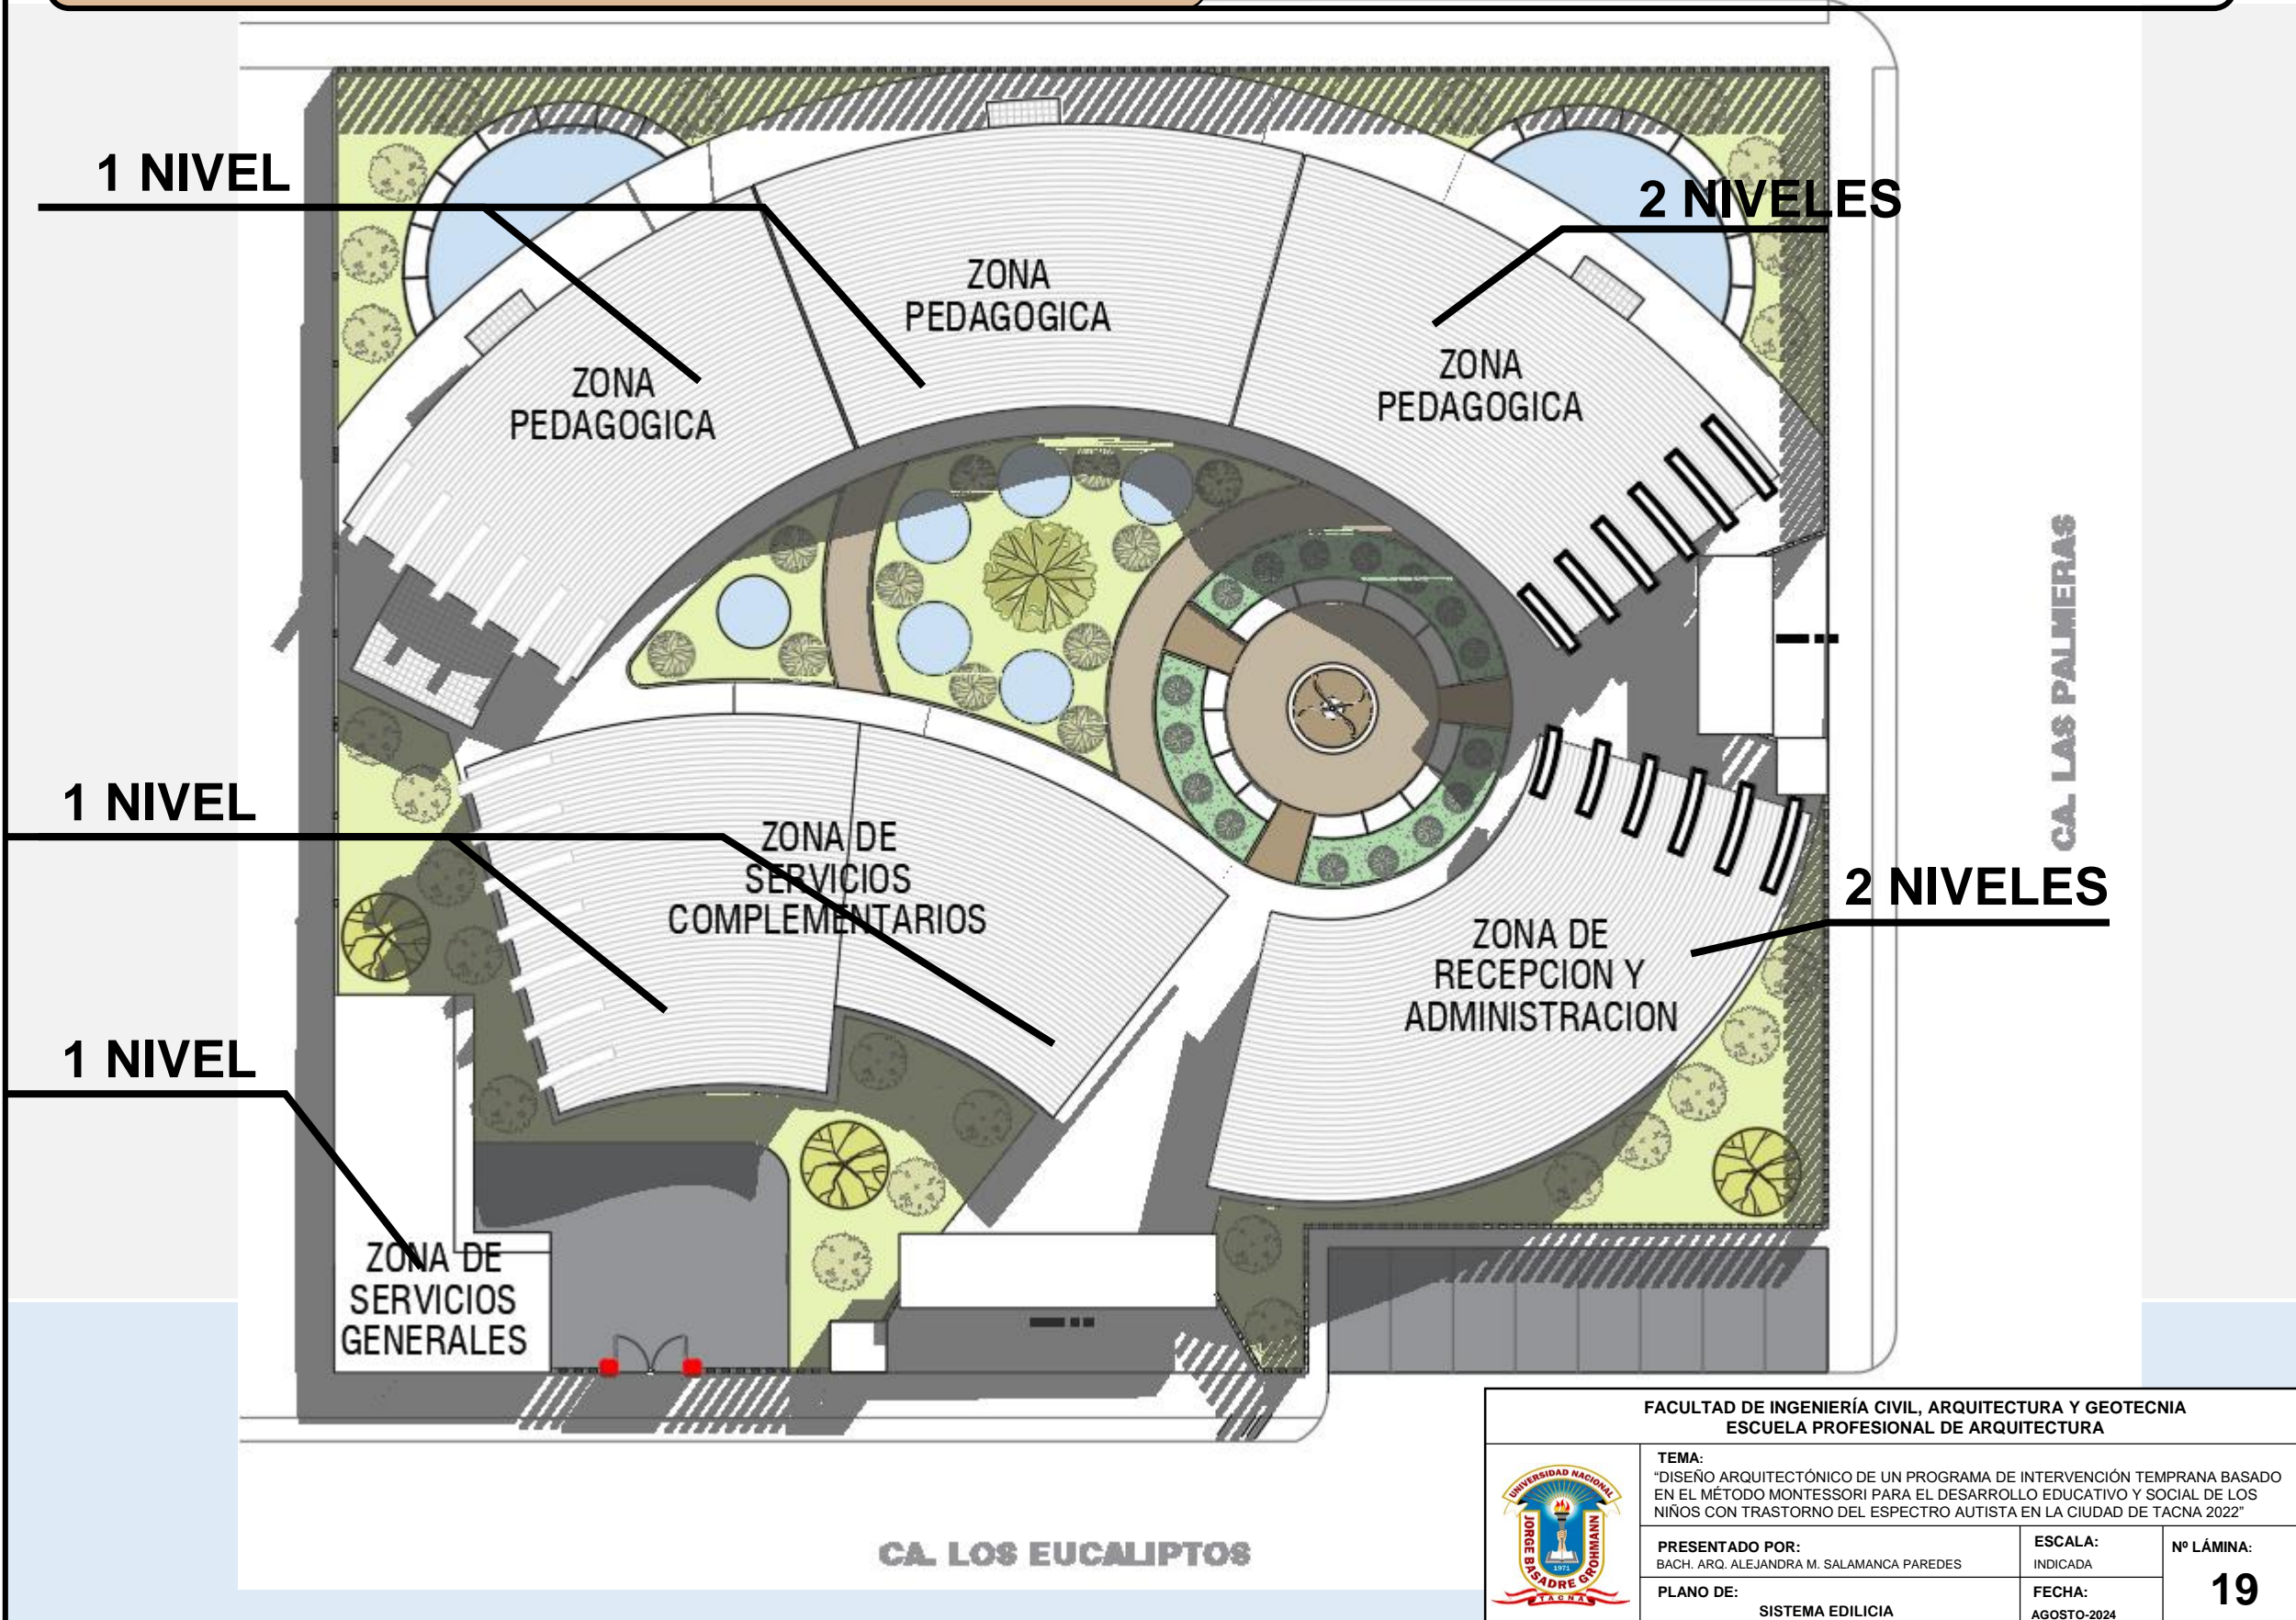 1 NIVEL
2 NIVELES
ZONA
PEDAGOGICA
ZONA
PEDAGOGICA
ZONA
PEDAGOGICA
CA. LAS PALMERAS
1 NIVEL
ZONA DE
SERVICIOS
COMPLEMENTARIOS
2 NIVELES
ZONA DE
RECEPCION Y
ADMINISTRACION
1 NIVEL
ZONA DE
SERVICIOS
GENERALES
CA. LOS EUCALIPTOS
FACULTAD DE INGENIERÍA CIVIL, ARQUITECTURA Y GEOTECNIA
ESCUELA PROFESIONAL DE ARQUITECTURA
UNIVERSIDAD NACIONAL
JORGE BASADRE GROHMANN
1971
TACNA
TEMA:
“DISEÑO ARQUITECTÓNICO DE UN PROGRAMA DE INTERVENCIÓN TEMPRANA BASADO
EN EL MÉTODO MONTESSORI PARA EL DESARROLLO EDUCATIVO Y SOCIAL DE LOS
NIÑOS CON TRASTORNO DEL ESPECTRO AUTISTA EN LA CIUDAD DE TACNA 2022”
PRESENTADO POR:
BACH. ARQ. ALEJANDRA M. SALAMANCA PAREDES
ESCALA:
INDICADA
Nº LÁMINA:
19
PLANO DE:
SISTEMA EDILICIA
FECHA:
AGOSTO-2024